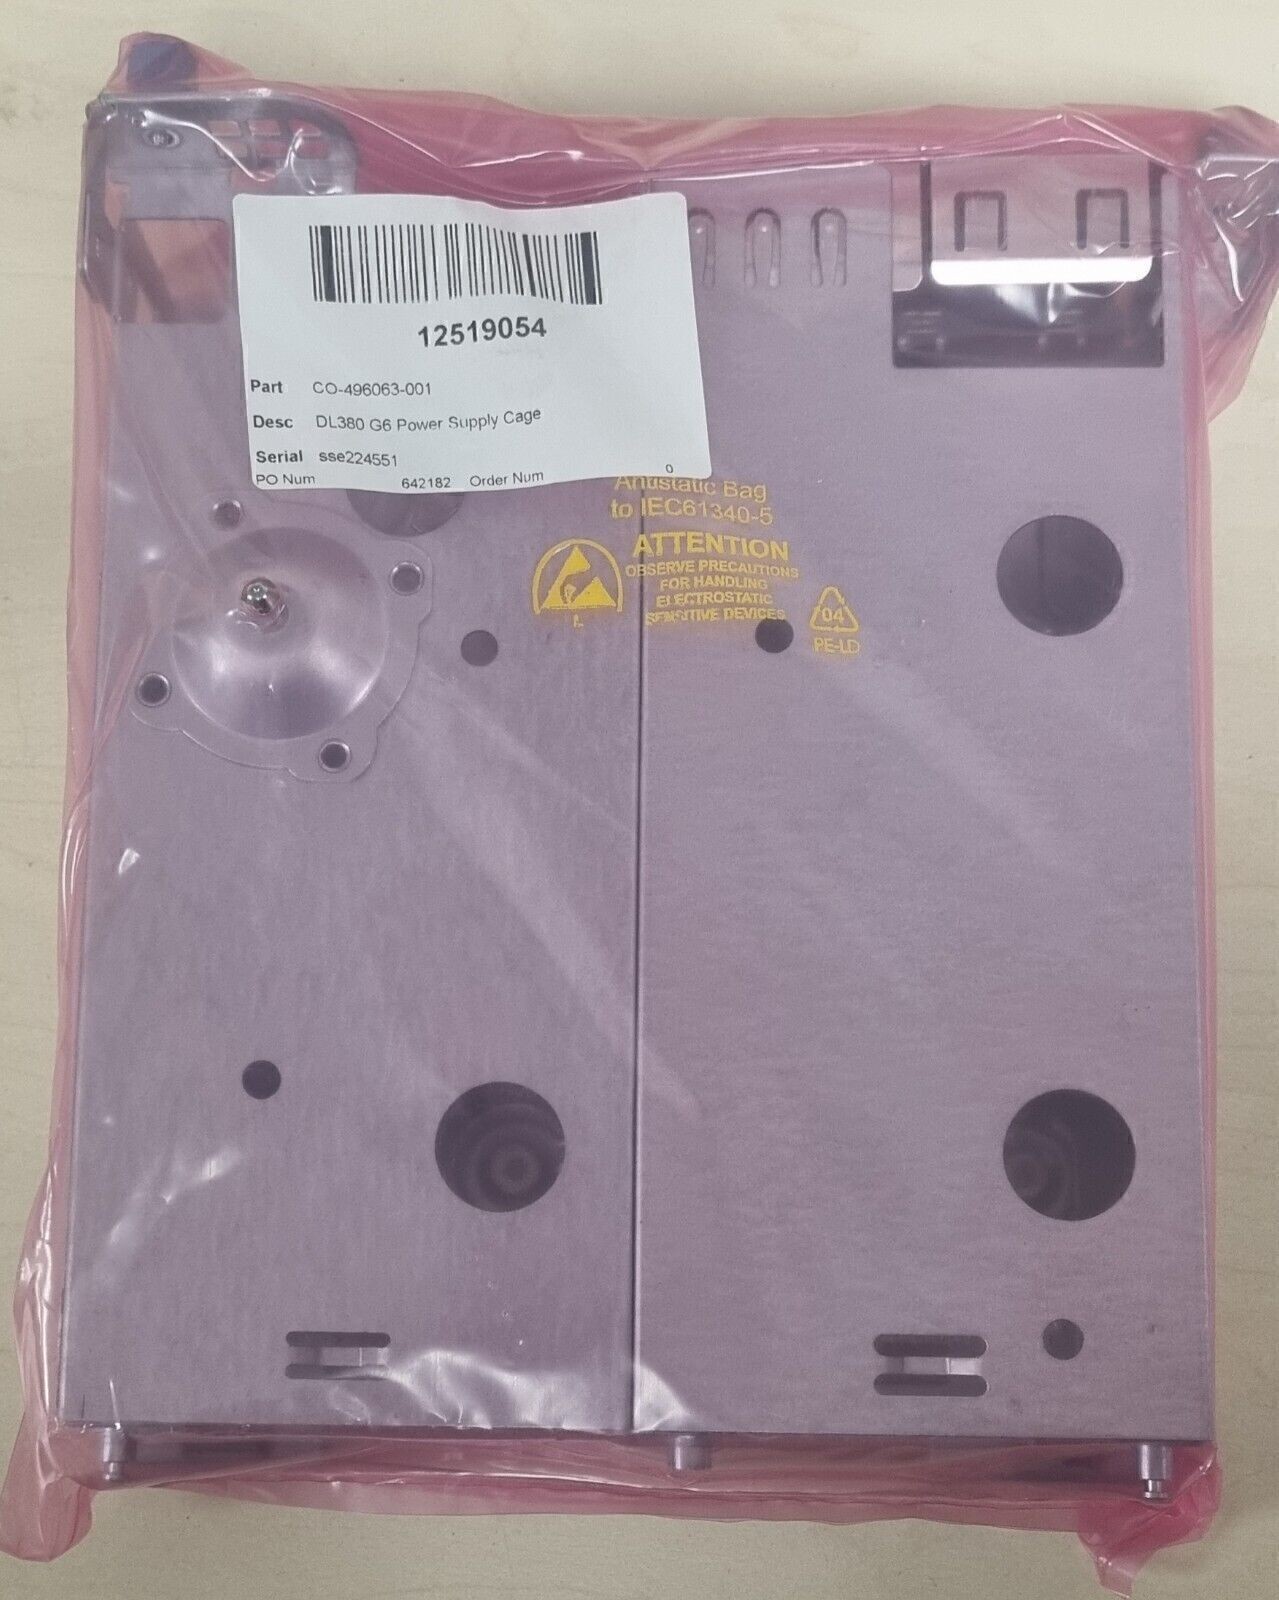 12519054
Part CO-496063-001
Desc DL380 G6 Power Supply Cage
Serial sse224551
PO Num 642182 Order Num 0
Antistatic Bag
to IEC61340-5
ATTENTION
OBSERVE PRECAUTIONS
FOR HANDLING
ELECTROSTATIC
SENSITIVE DEVICES
04
PE-LD